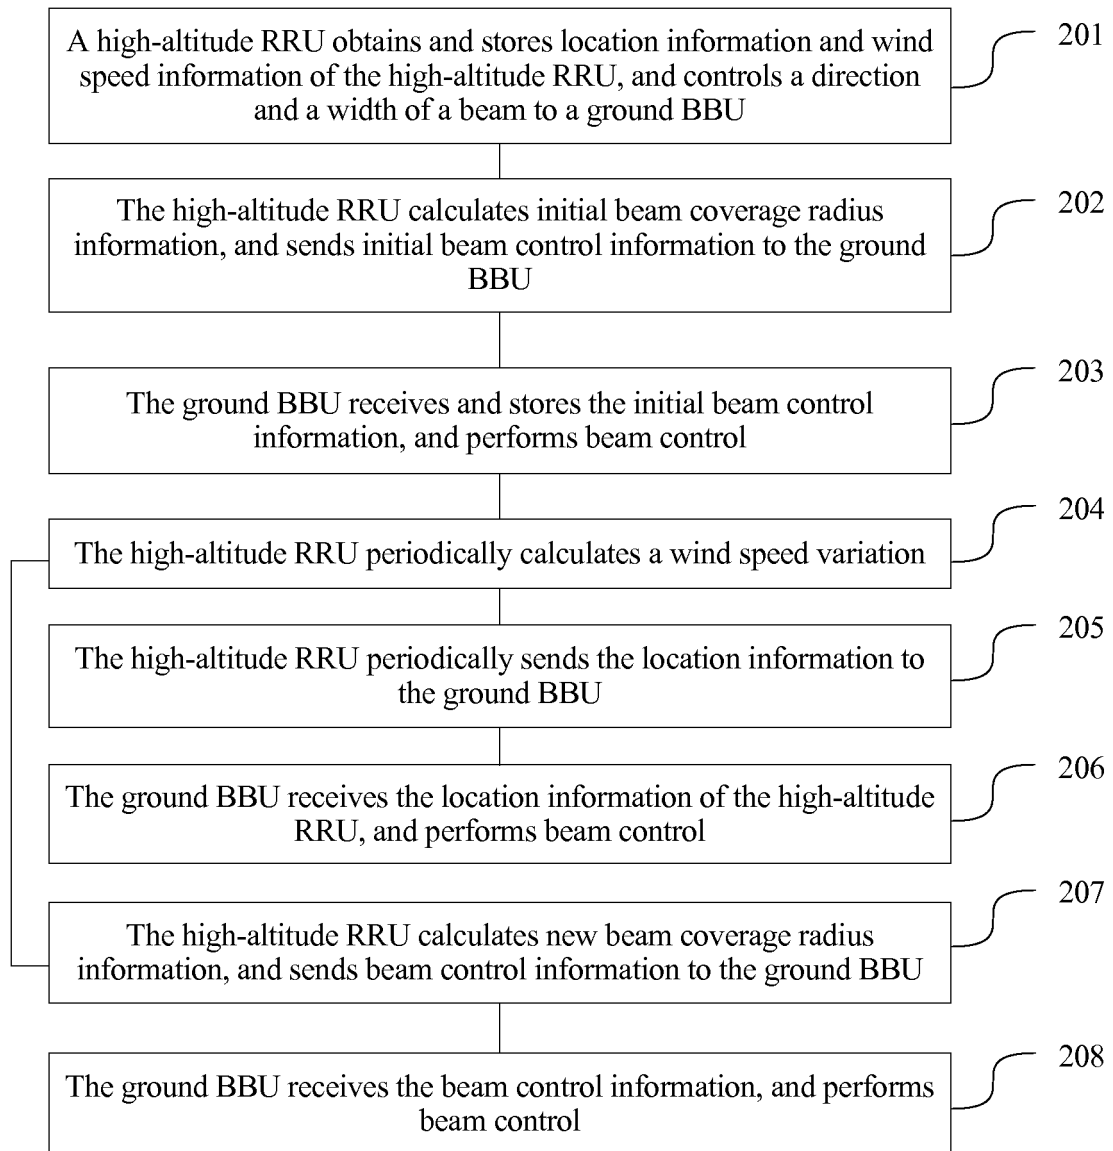 A high-altitude RRU obtains and stores location information and wind
speed information of the high-altitude RRU, and controls a direction
and a width of a beam to a ground BBU
201
The high-altitude RRU calculates initial beam coverage radius
information, and sends initial beam control information to the ground
BBU
202
The ground BBU receives and stores the initial beam control
information, and performs beam control
203
The high-altitude RRU periodically calculates a wind speed variation
204
The high-altitude RRU periodically sends the location information to
the ground BBU
205
The ground BBU receives the location information of the high-altitude
RRU, and performs beam control
206
The high-altitude RRU calculates new beam coverage radius
information, and sends beam control information to the ground BBU
207
The ground BBU receives the beam control information, and performs
beam control
208